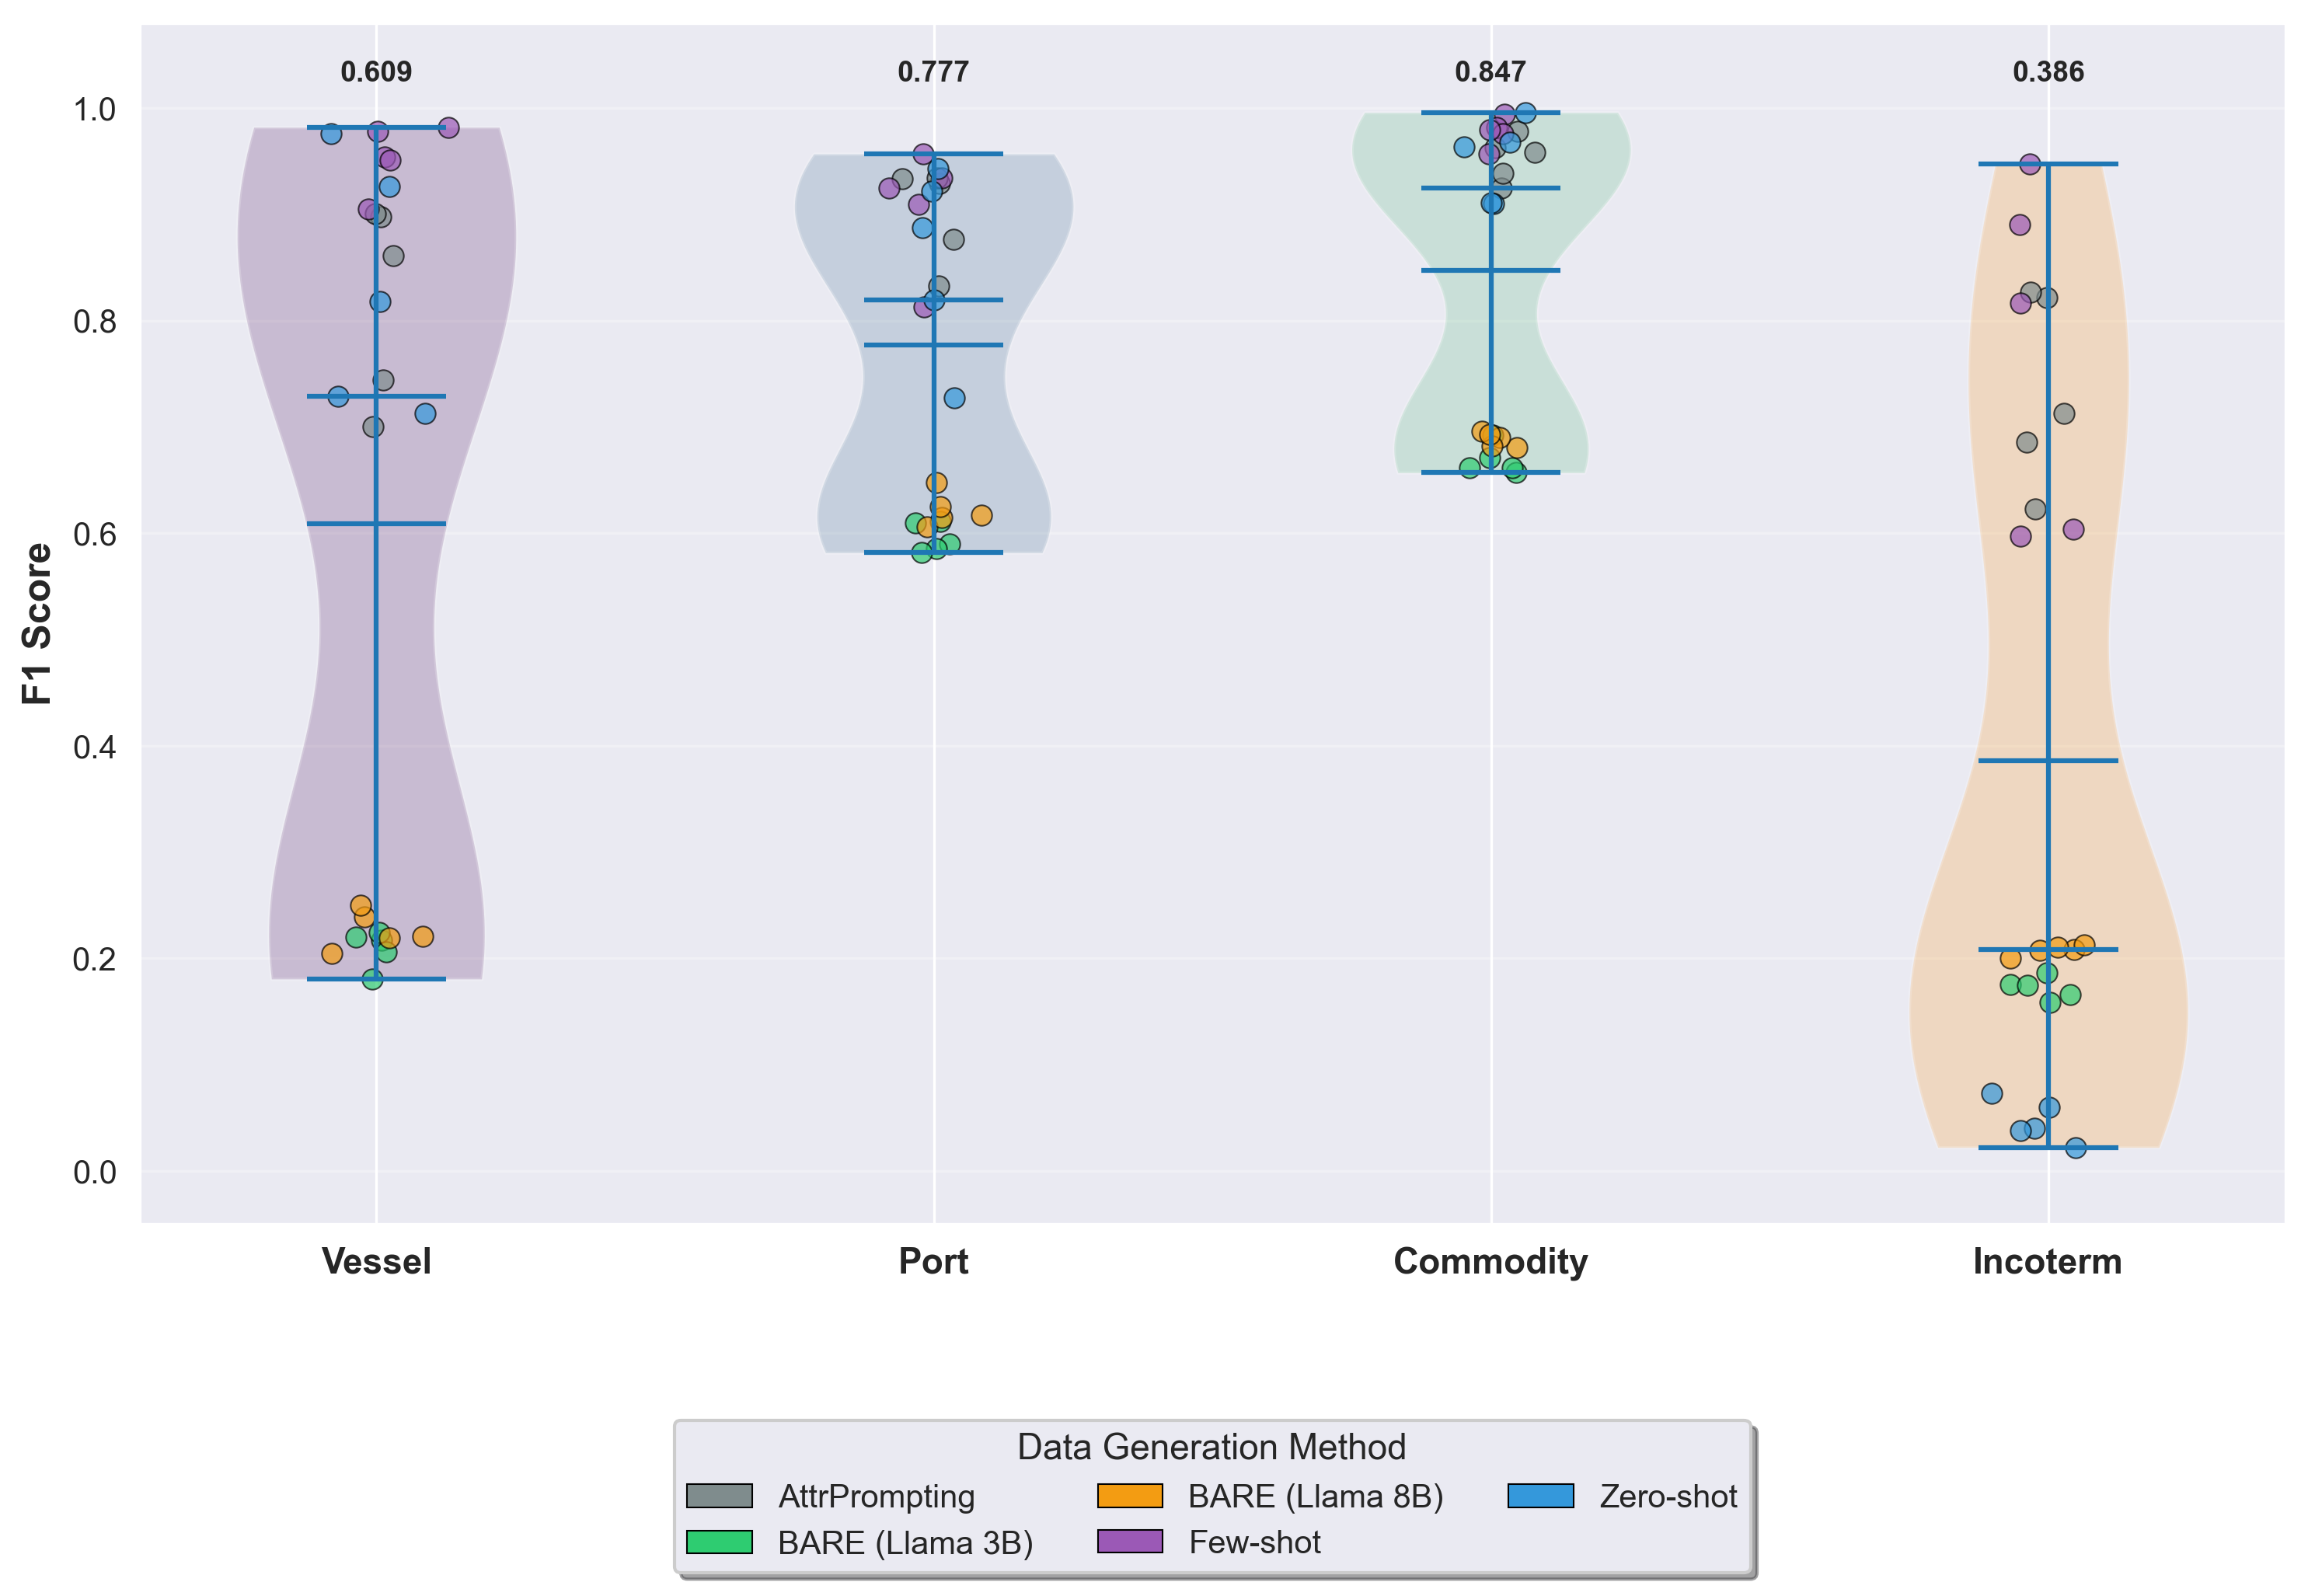 0.609 0.777 0.847 0.386
1.0
0.8
0.6
0.4
0.2
0.0
F1 Score
Vessel Port Commodity Incoterm
Data Generation Method
AttrPrompting BARE (Llama 8B) Zero-shot
BARE (Llama 3B) Few-shot